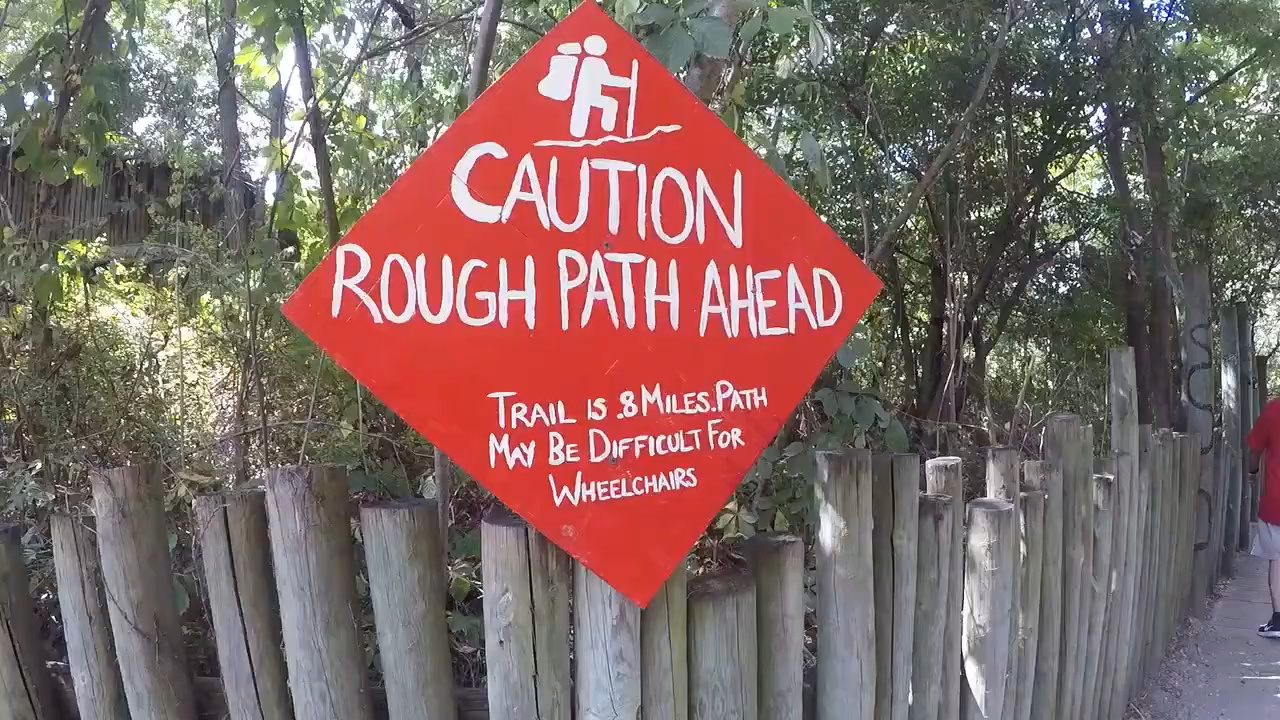 CAUTION
ROUGH PATH AHEAD
TRAIL IS .8 MILES.PATH
MAY BE DIFFICULT FOR
WHEELCHAIRS